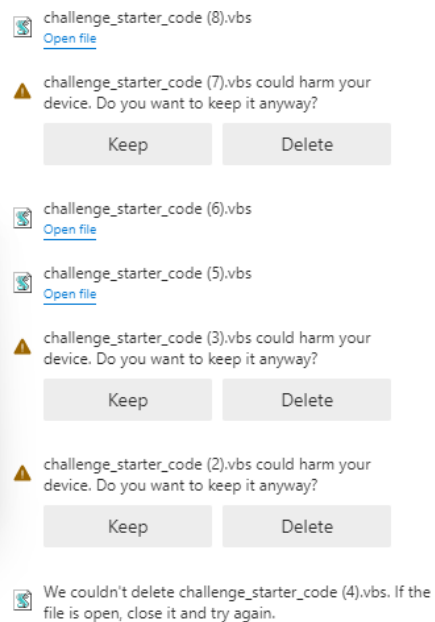 challenge_starter_code (8).vbs
Open file
challenge_starter_code (7).vbs could harm your
device. Do you want to keep it anyway?
Keep Delete
challenge_starter_code (6).vbs
Open file
challenge_starter_code (5).vbs
Open file
challenge_starter_code (3).vbs could harm your
device. Do you want to keep it anyway?
Keep Delete
challenge_starter_code (2).vbs could harm your
device. Do you want to keep it anyway?
Keep Delete
We couldn't delete challenge_starter_code (4).vbs. If the
file is open, close it and try again.